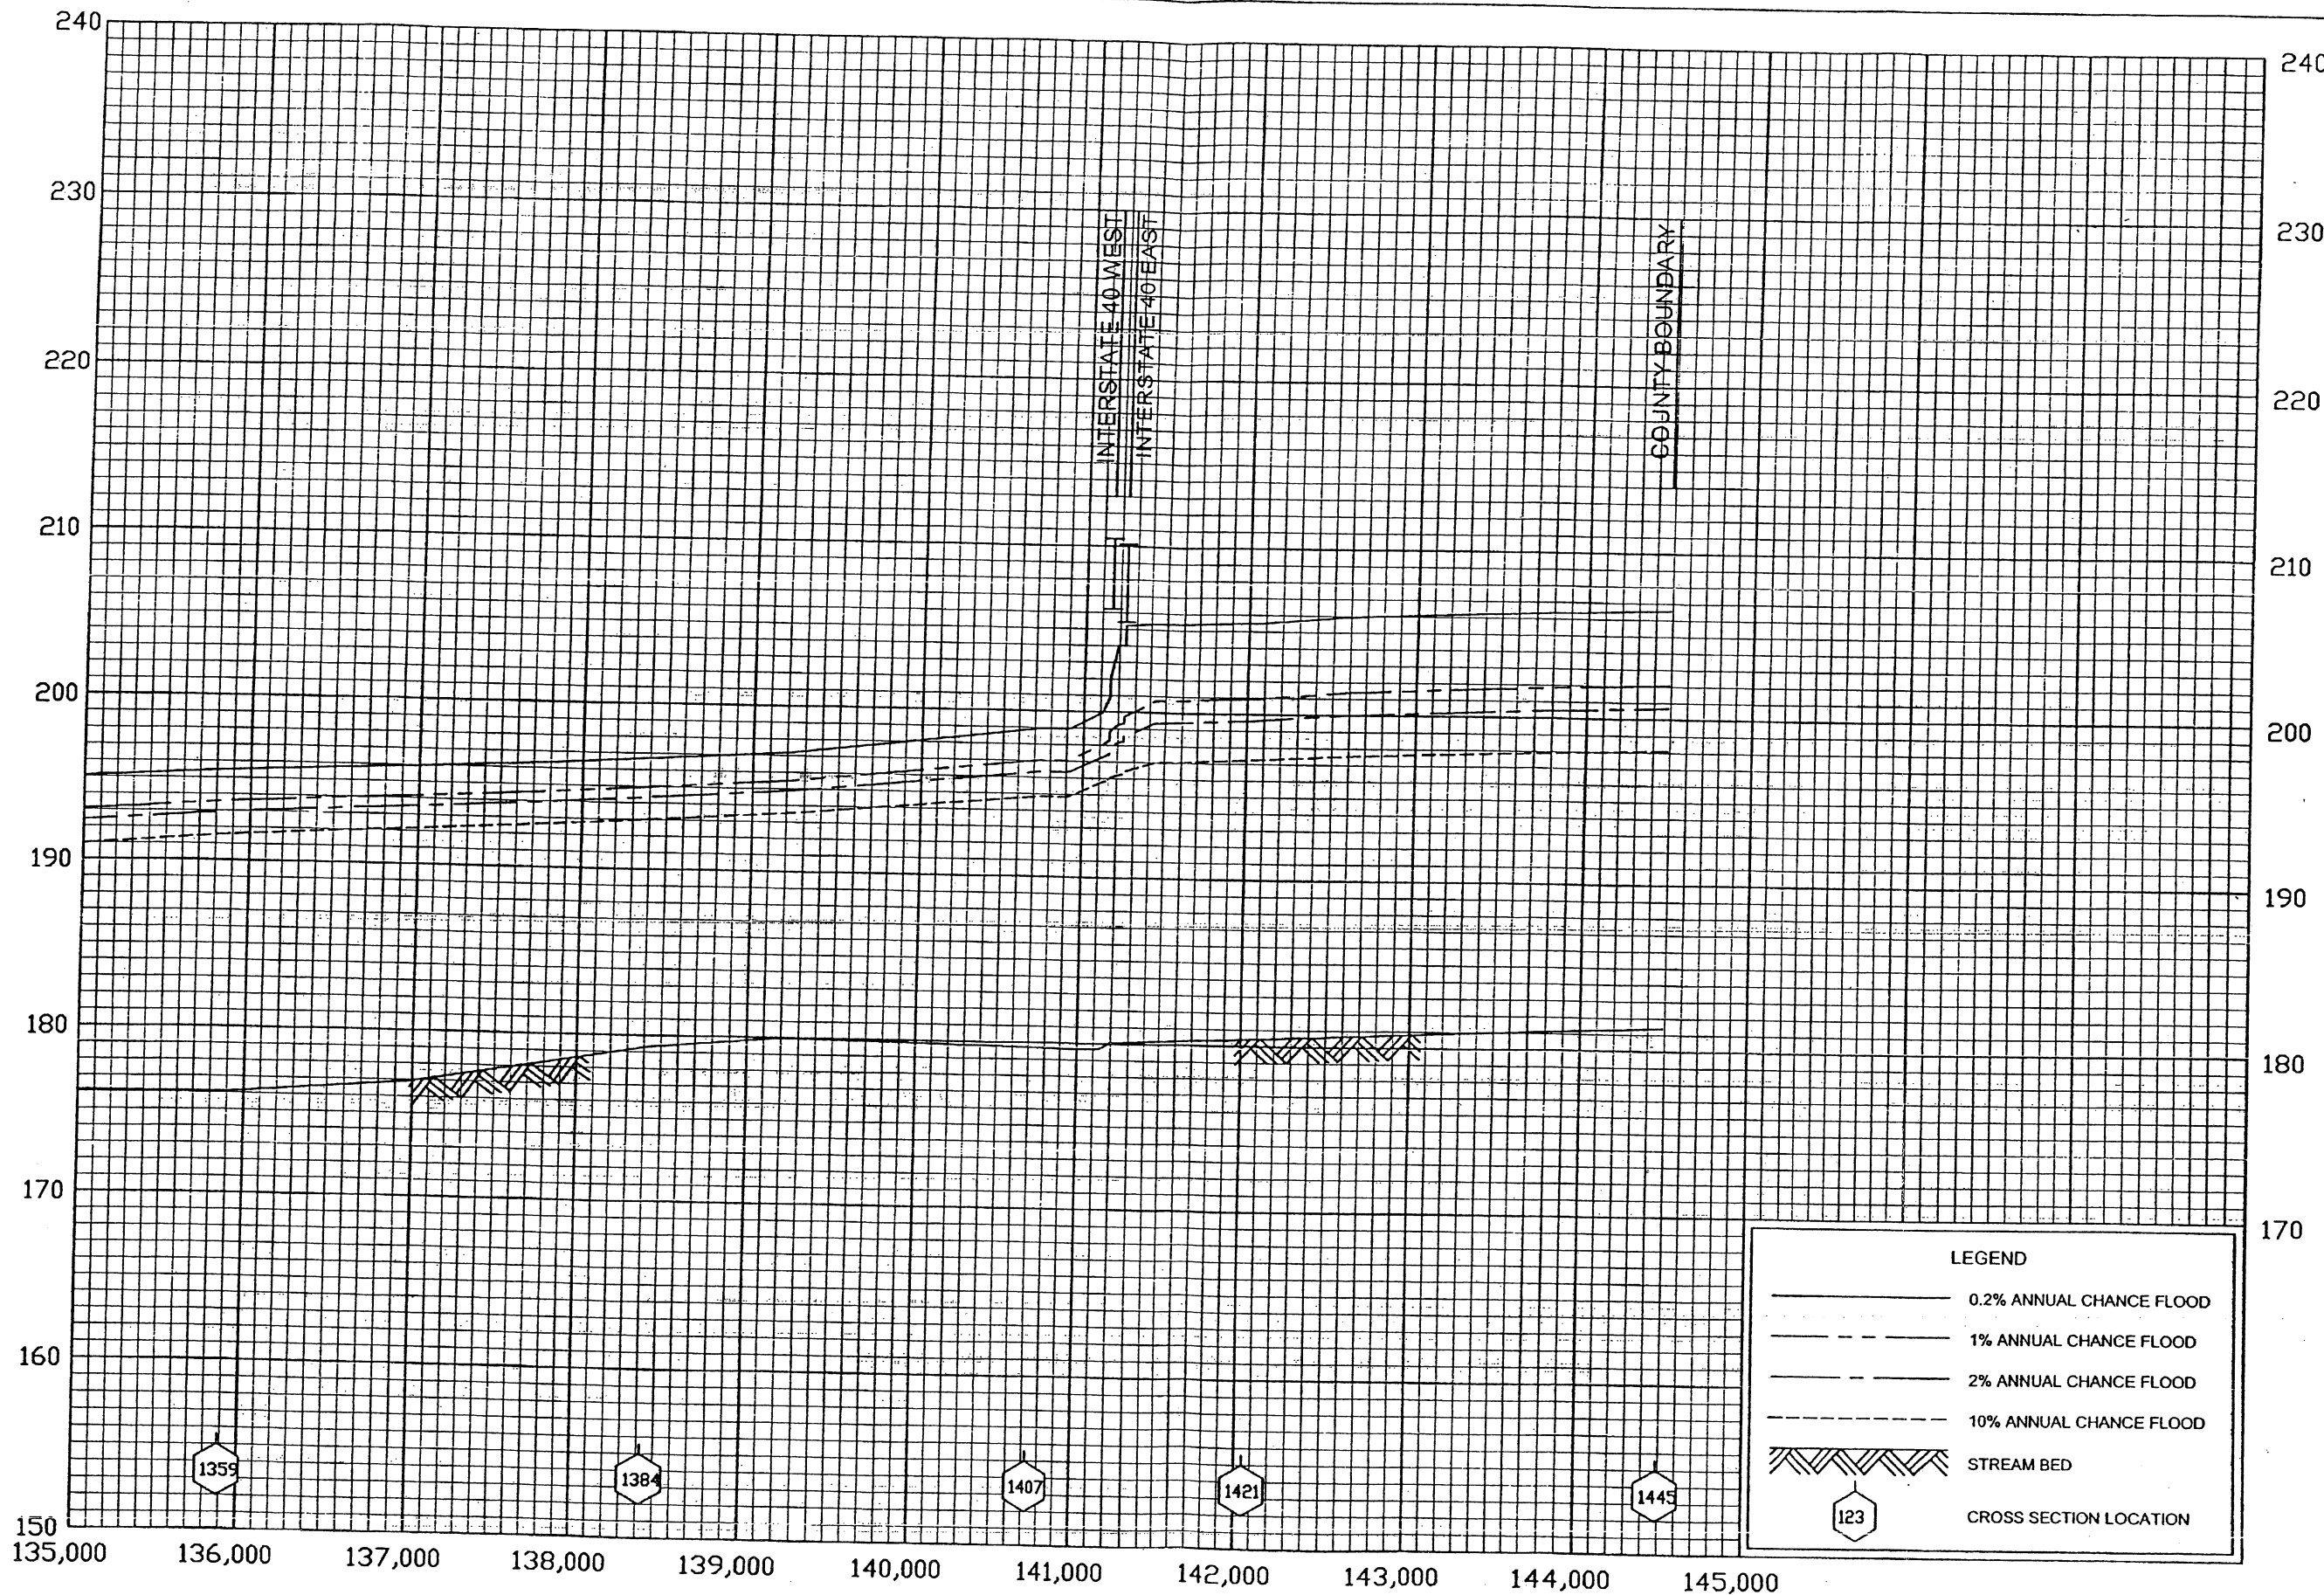 240
230
220
210
200
190
180
170
160
150
240
230
220
210
200
190
180
170
INTERSTATE 40 WEST
INTERSTATE 40 EAST
COUNTY BOUNDARY
1359
1384
1407
1421
1445
135,000 136,000 137,000 138,000 139,000 140,000 141,000 142,000 143,000 144,000 145,000
LEGEND
0.2% ANNUAL CHANCE FLOOD
1% ANNUAL CHANCE FLOOD
2% ANNUAL CHANCE FLOOD
10% ANNUAL CHANCE FLOOD
STREAM BED
123 CROSS SECTION LOCATION